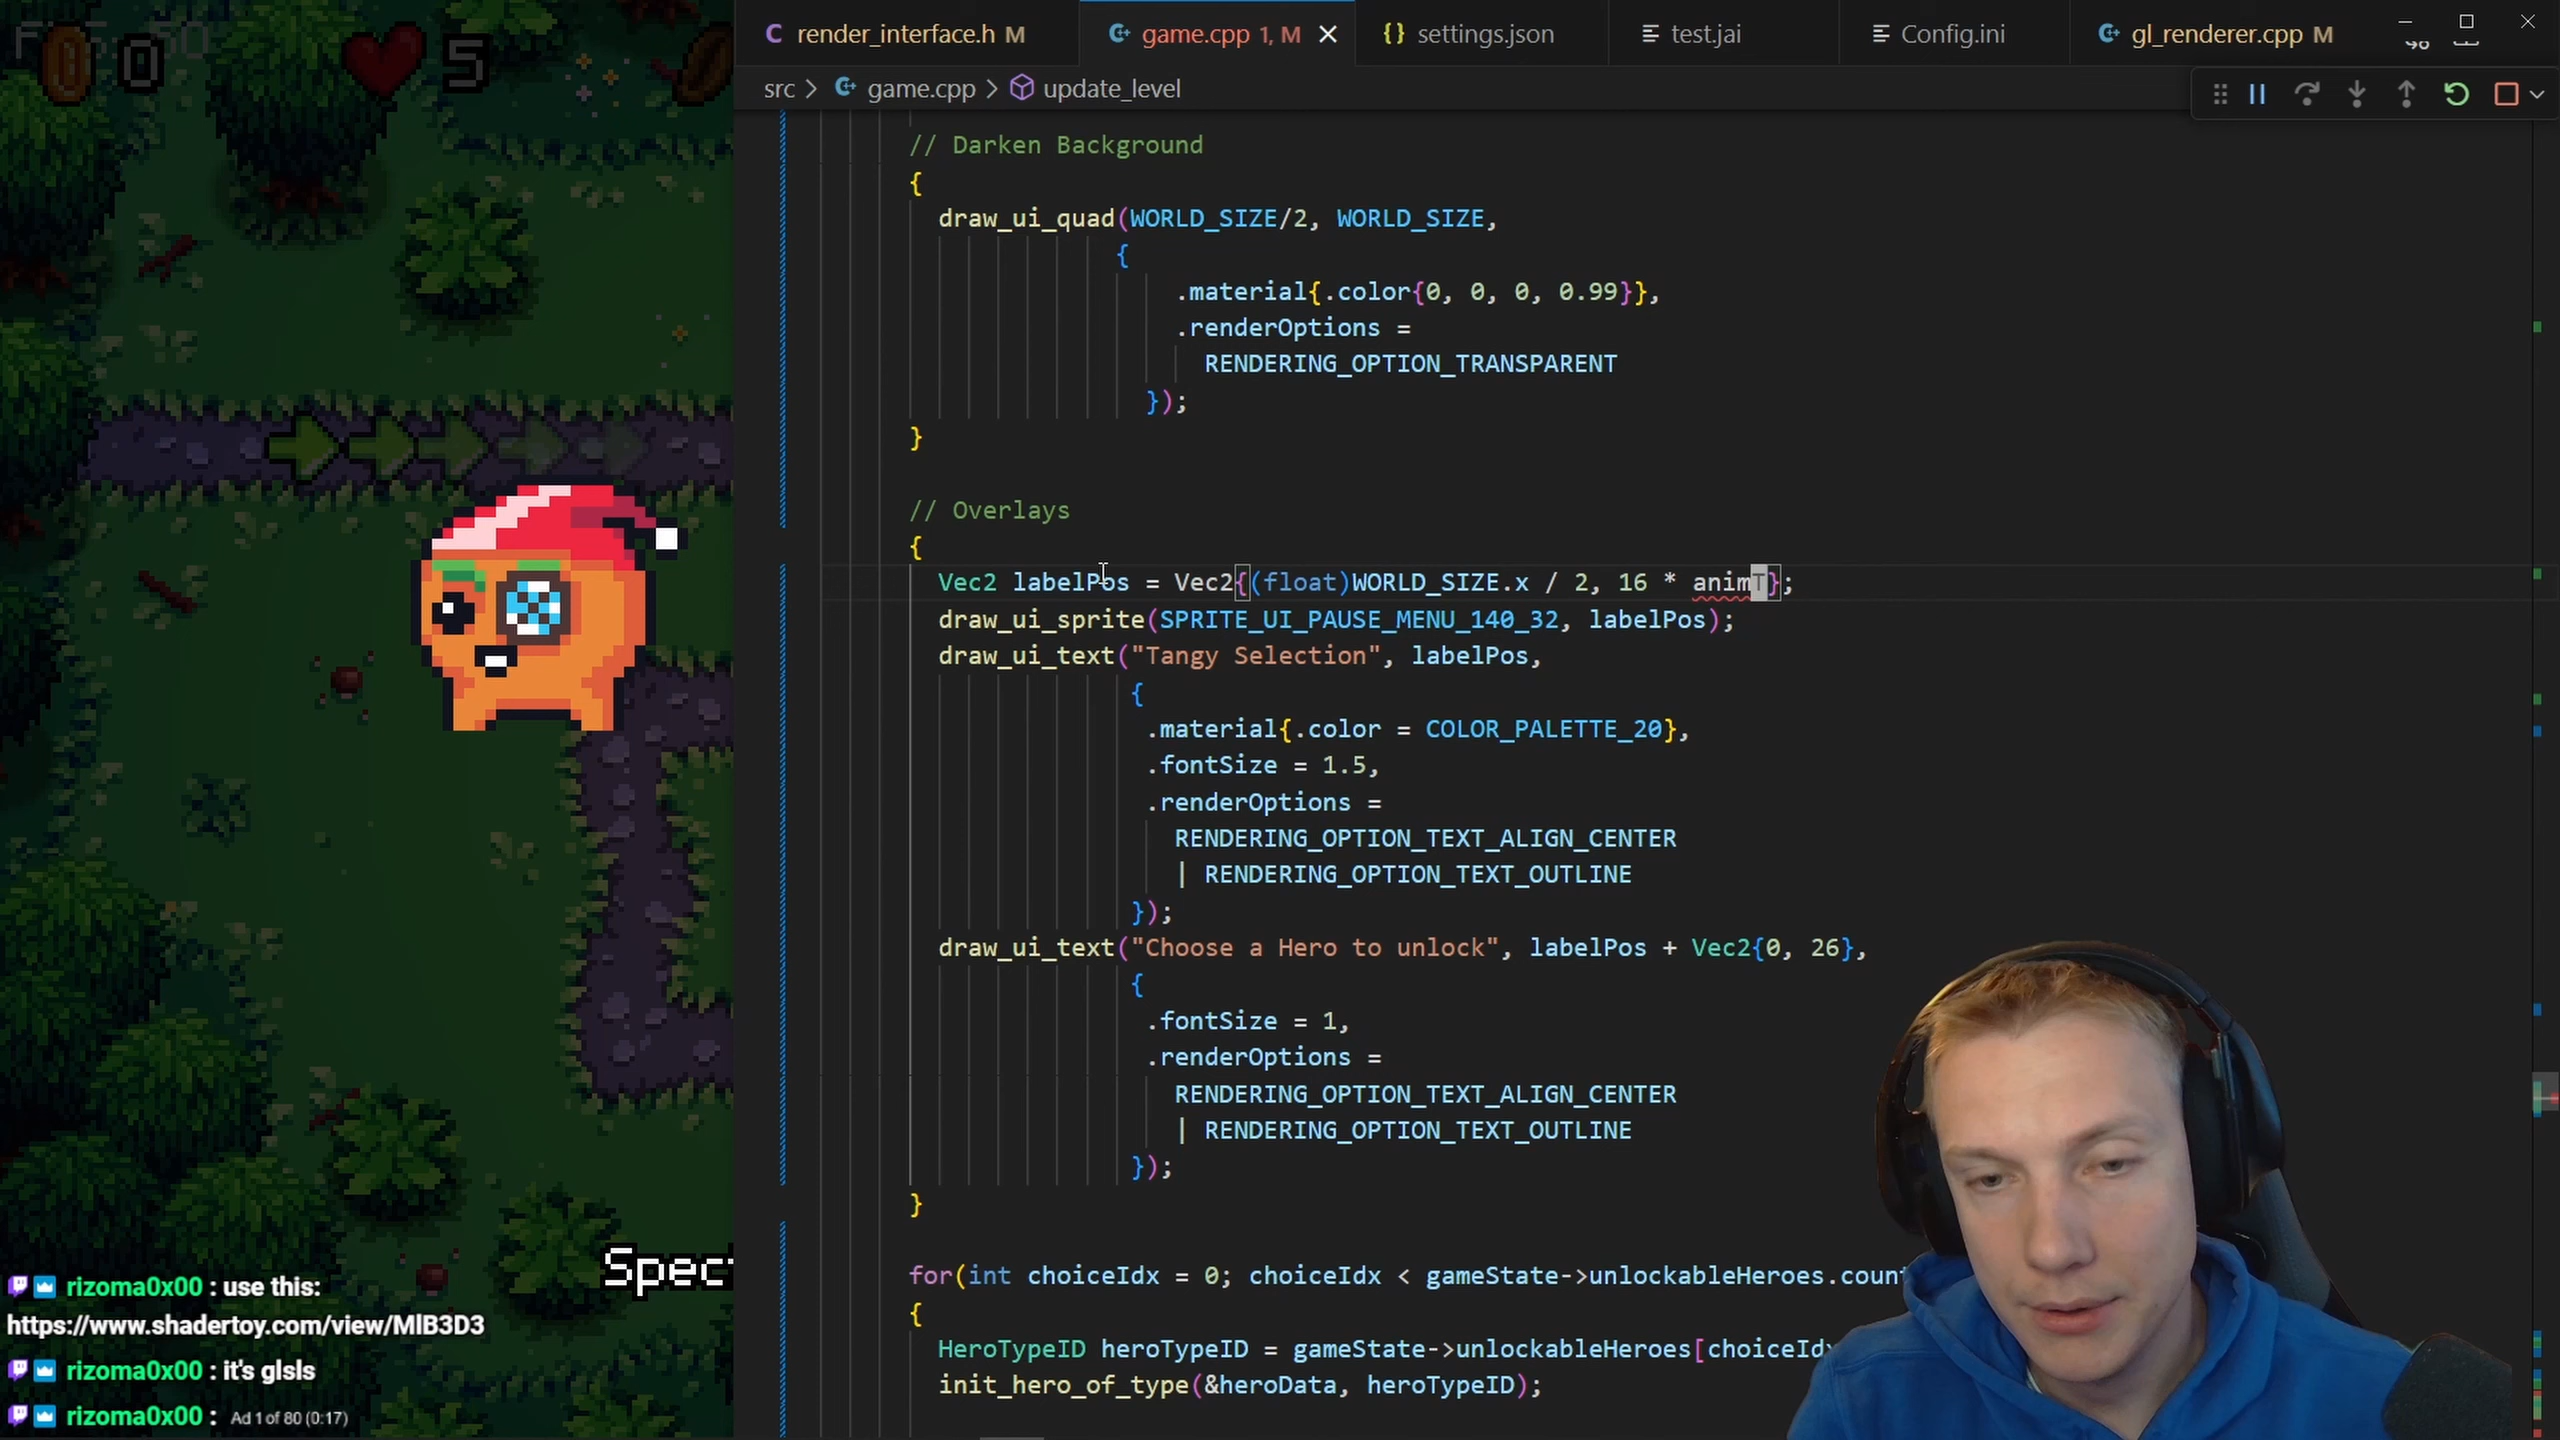 0
5
render_interface.h M
game.cpp 1, M
settings.json
test.jai
Config.ini
gl_renderer.cpp M
src > game.cpp > update_level
// Darken Background
{
draw_ui_quad(WORLD_SIZE/2, WORLD_SIZE,
{
.material{.color{0, 0, 0, 0.99}},
.renderOptions =
RENDERING_OPTION_TRANSPARENT
});
}
// Overlays
{
Vec2 labelPos = Vec2{(float)WORLD_SIZE.x / 2, 16 * animT};
draw_ui_sprite(SPRITE_UI_PAUSE_MENU_140_32, labelPos);
draw_ui_text("Tangy Selection", labelPos,
{
.material{.color = COLOR_PALETTE_20},
.fontSize = 1.5,
.renderOptions =
RENDERING_OPTION_TEXT_ALIGN_CENTER
| RENDERING_OPTION_TEXT_OUTLINE
});
draw_ui_text("Choose a Hero to unlock", labelPos + Vec2{0, 26},
{
.fontSize = 1,
.renderOptions =
RENDERING_OPTION_TEXT_ALIGN_CENTER
| RENDERING_OPTION_TEXT_OUTLINE
});
}
for(int choiceIdx = 0; choiceIdx < gameState->unlockableHeroes.count
{
HeroTypeID heroTypeID = gameState->unlockableHeroes[choiceIdx
init_hero_of_type(&heroData, heroTypeID);
Spect
rizoma0x00 : use this:
https://www.shadertoy.com/view/MlB3D3
rizoma0x00 : it's glsls
rizoma0x00 : Ad 1 of 80 (0:17)